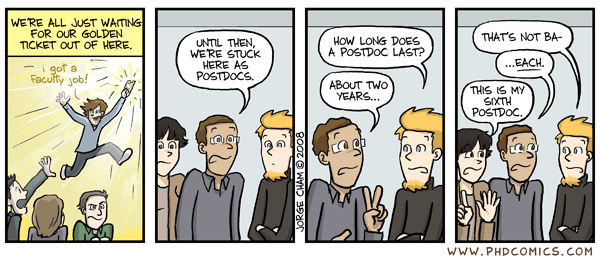 WE'RE ALL JUST WAITING
FOR OUR GOLDEN
TICKET OUT OF HERE.
i got a
faculty job!
UNTIL THEN,
WE'RE STUCK
HERE AS
POSTDOCS.
JORGE CHAM © 2008
HOW LONG DOES
A POSTDOC LAST?
ABOUT TWO
YEARS...
THAT'S NOT BA-
...EACH.
THIS IS MY
SIXTH
POSTDOC.
WWW.PHDCOMICS.COM